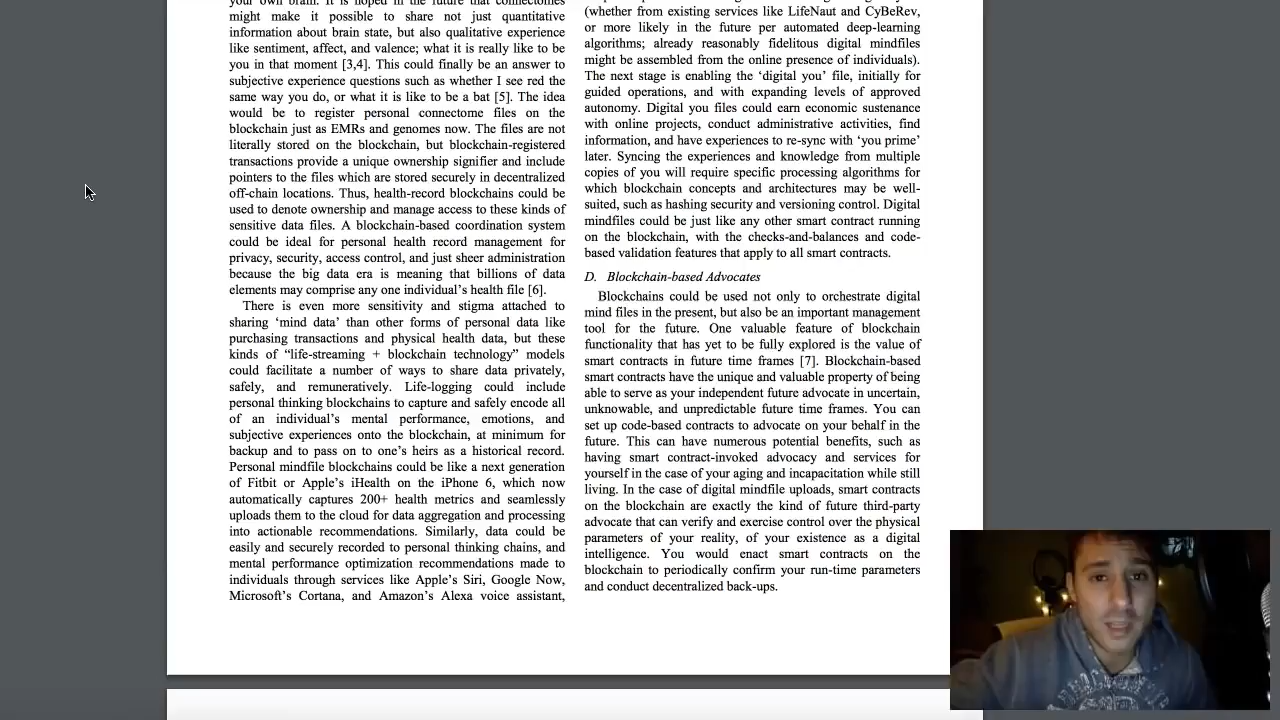 your own brain. It is hoped in the future that connectomes
might make it possible to share not just quantitative
information about brain state, but also qualitative experience
like sentiment, affect, and valence; what it is really like to be
you in that moment [3,4]. This could finally be an answer to
subjective experience questions such as whether I see red the
same way you do, or what it is like to be a bat [5]. The idea
would be to register personal connectome files on the
blockchain just as EMRs and genomes now. The files are not
literally stored on the blockchain, but blockchain-registered
transactions provide a unique ownership signifier and include
pointers to the files which are stored securely in decentralized
off-chain locations. Thus, health-record blockchains could be
used to denote ownership and manage access to these kinds of
sensitive data files. A blockchain-based coordination system
could be ideal for personal health record management for
privacy, security, access control, and just sheer administration
because the big data era is meaning that billions of data
elements may comprise any one individual's health file [6].
There is even more sensitivity and stigma attached to
sharing ‘mind data’ than other forms of personal data like
purchasing transactions and physical health data, but these
kinds of “life-streaming + blockchain technology” models
could facilitate a number of ways to share data privately,
safely, and remuneratively. Life-logging could include
personal thinking blockchains to capture and safely encode all
of an individual's mental performance, emotions, and
subjective experiences onto the blockchain, at minimum for
backup and to pass on to one's heirs as a historical record.
Personal mindfile blockchains could be like a next generation
of Fitbit or Apple's iHealth on the iPhone 6, which now
automatically captures 200+ health metrics and seamlessly
uploads them to the cloud for data aggregation and processing
into actionable recommendations. Similarly, data could be
easily and securely recorded to personal thinking chains, and
mental performance optimization recommendations made to
individuals through services like Apple's Siri, Google Now,
Microsoft's Cortana, and Amazon's Alexa voice assistant,
(whether from existing services like LifeNaut and CyBeRev,
or more likely in the future per automated deep-learning
algorithms; already reasonably fidelitous digital mindfiles
might be assembled from the online presence of individuals).
The next stage is enabling the ‘digital you’ file, initially for
guided operations, and with expanding levels of approved
autonomy. Digital you files could earn economic sustenance
with online projects, conduct administrative activities, find
information, and have experiences to re-sync with ‘you prime’
later. Syncing the experiences and knowledge from multiple
copies of you will require specific processing algorithms for
which blockchain concepts and architectures may be well-
suited, such as hashing security and versioning control. Digital
mindfiles could be just like any other smart contract running
on the blockchain, with the checks-and-balances and code-
based validation features that apply to all smart contracts.
D. Blockchain-based Advocates
Blockchains could be used not only to orchestrate digital
mind files in the present, but also be an important management
tool for the future. One valuable feature of blockchain
functionality that has yet to be fully explored is the value of
smart contracts in future time frames [7]. Blockchain-based
smart contracts have the unique and valuable property of being
able to serve as your independent future advocate in uncertain,
unknowable, and unpredictable future time frames. You can
set up code-based contracts to advocate on your behalf in the
future. This can have numerous potential benefits, such as
having smart contract-invoked advocacy and services for
yourself in the case of your aging and incapacitation while still
living. In the case of digital mindfile uploads, smart contracts
on the blockchain are exactly the kind of future third-party
advocate that can verify and exercise control over the physical
parameters of your reality, of your existence as a digital
intelligence. You would enact smart contracts on the
blockchain to periodically confirm your run-time parameters
and conduct decentralized back-ups.